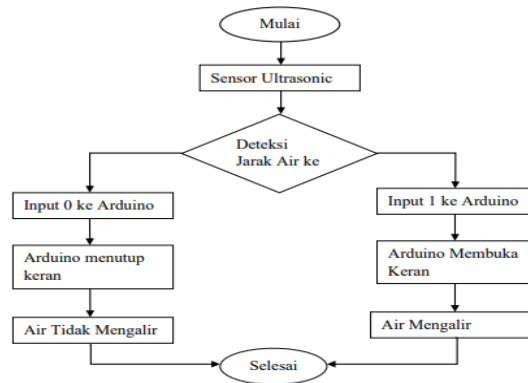 Mulai
Sensor Ultrasonic
Deteksi
Jarak Air ke
Input 0 ke Arduino
Arduino menutup
keran
Air Tidak Mengalir
Input 1 ke Arduino
Arduino Membuka
Keran
Air Mengalir
Selesai